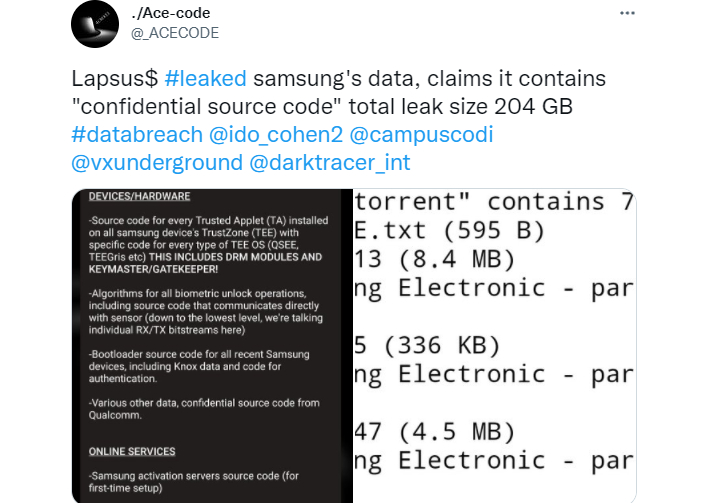 ./Ace-code
@_ACECODE
Lapsus$ #leaked samsung's data, claims it contains
"confidential source code" total leak size 204 GB
#databreach @ido_cohen2 @campuscodi
@vxunderground @darktracer_int
DEVICES/HARDWARE
-Source code for every Trusted Applet (TA) installed
on all samsung device's TrustZone (TEE) with
specific code for every type of TEE OS (QSEE,
TEEGris etc) THIS INCLUDES DRM MODULES AND
KEYMASTER/GATEKEEPER!
-Algorithms for all biometric unlock operations,
including source code that communicates directly
with sensor (down to the lowest level, we're talking
individual RX/TX bitstreams here)
-Bootloader source code for all recent Samsung
devices, including Knox data and code for
authentication.
-Various other data, confidential source code from
Qualcomm.
ONLINE SERVICES
-Samsung activation servers source code (for
first-time setup)
torrent" contains 7
E.txt (595 B)
13 (8.4 MB)
ng Electronic - par
5 (336 KB)
ng Electronic - par
47 (4.5 MB)
ng Electronic - par